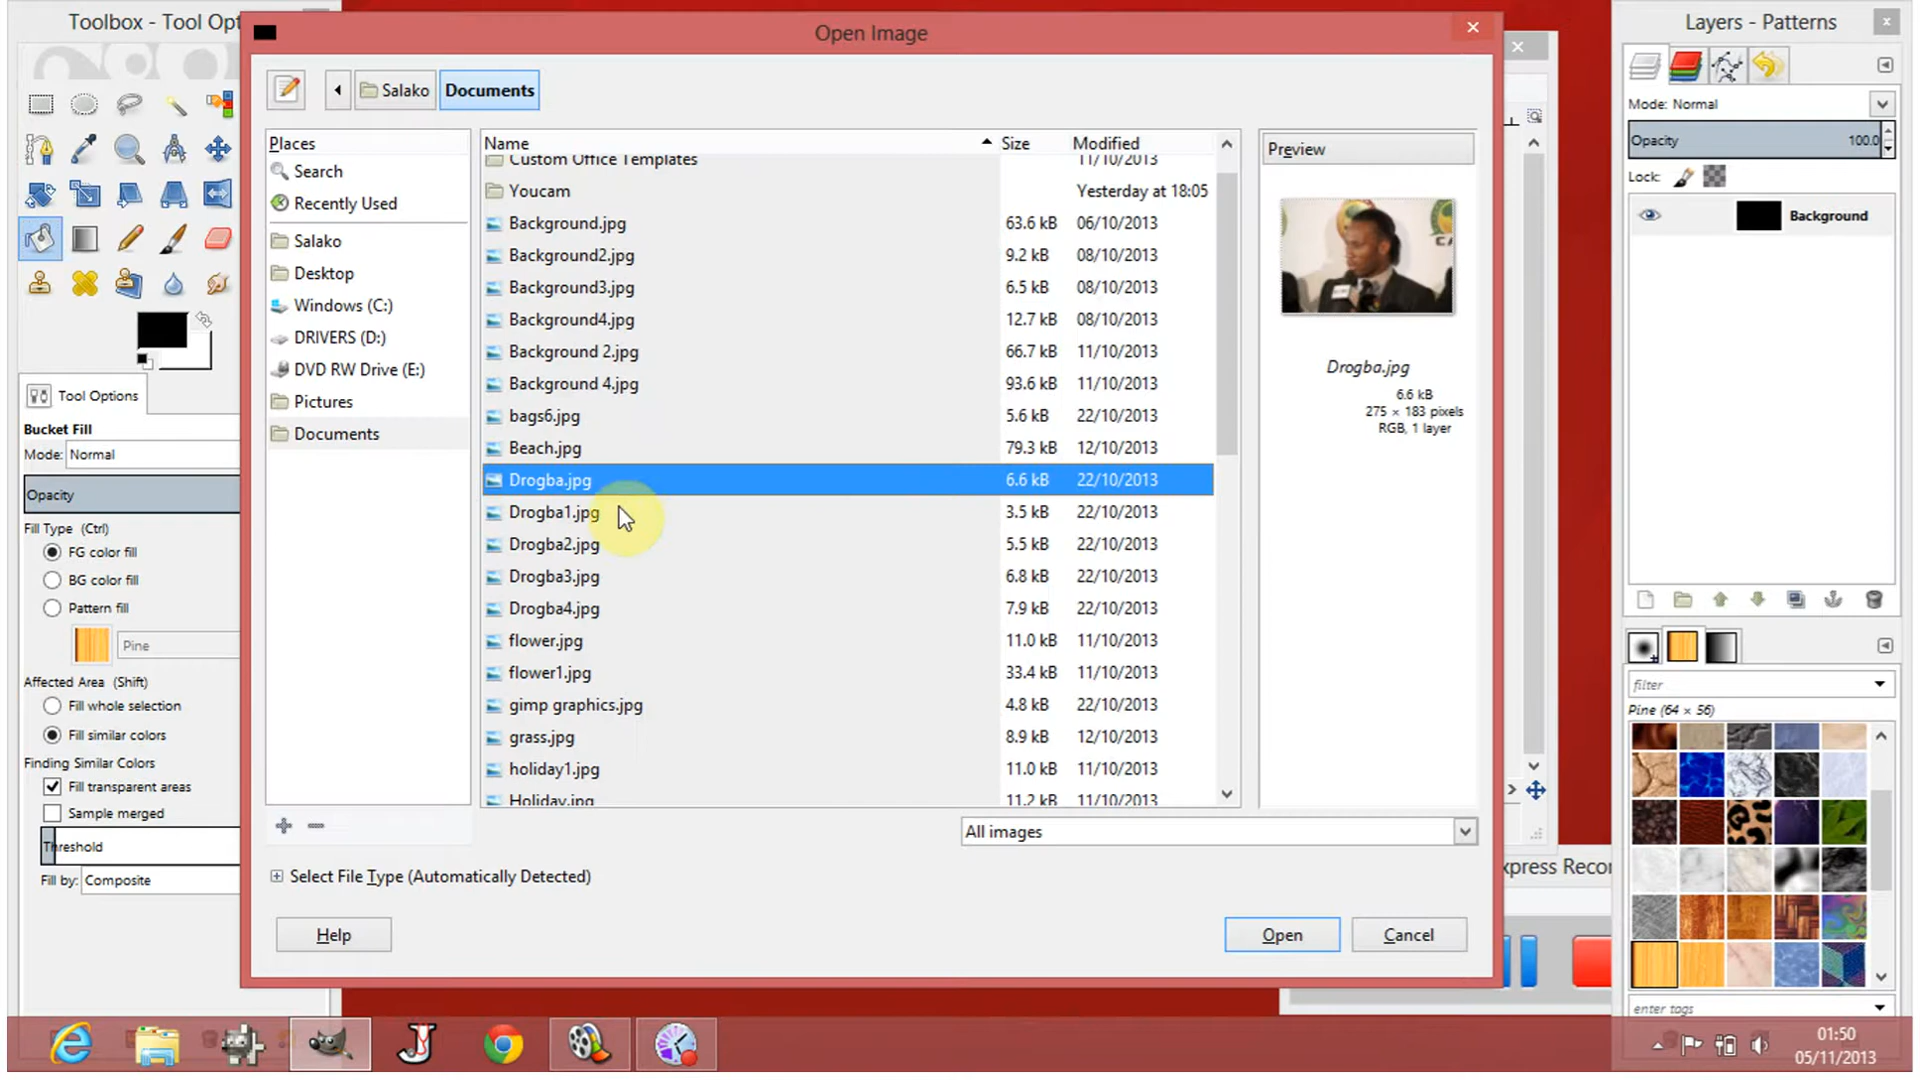 Toolbox - Tool Opt
Open Image
Layers - Patterns
Salako
Documents
Mode: Normal
Opacity
100.0
Lock:
Background
Places
Search
Recently Used
Salako
Desktop
Windows (C:)
DRIVERS (D:)
DVD RW Drive (E:)
Pictures
Documents
Name Size Modified
Custom Office Templates 11/10/2013
Youcam Yesterday at 18:05
Background.jpg 63.6 kB 06/10/2013
Background2.jpg 9.2 kB 08/10/2013
Background3.jpg 6.5 kB 08/10/2013
Background4.jpg 12.7 kB 08/10/2013
Background 2.jpg 66.7 kB 11/10/2013
Background 4.jpg 93.6 kB 11/10/2013
bags6.jpg 5.6 kB 22/10/2013
Beach.jpg 79.3 kB 12/10/2013
Drogba.jpg 6.6 kB 22/10/2013
Drogba1.jpg 3.5 kB 22/10/2013
Drogba2.jpg 5.5 kB 22/10/2013
Drogba3.jpg 6.8 kB 22/10/2013
Drogba4.jpg 7.9 kB 22/10/2013
flower.jpg 11.0 kB 11/10/2013
flower1.jpg 33.4 kB 11/10/2013
gimp graphics.jpg 4.8 kB 22/10/2013
grass.jpg 8.9 kB 12/10/2013
holiday1.jpg 11.0 kB 11/10/2013
Holiday.jpg 11.2 kB 11/10/2013
Preview
CA
Drogba.jpg
6.6 kB
275 × 183 pixels
RGB, 1 layer
Tool Options
Bucket Fill
Mode: Normal
Opacity
Fill Type (Ctrl)
FG color fill
BG color fill
Pattern fill
Pine
Affected Area (Shift)
Fill whole selection
Fill similar colors
Finding Similar Colors
Fill transparent areas
Sample merged
Threshold
Fill by: Composite
All images
Select File Type (Automatically Detected)
Help
Open
Cancel
xpress Recor
filter
Pine (64 × 56)
enter tags
01:50
05/11/2013